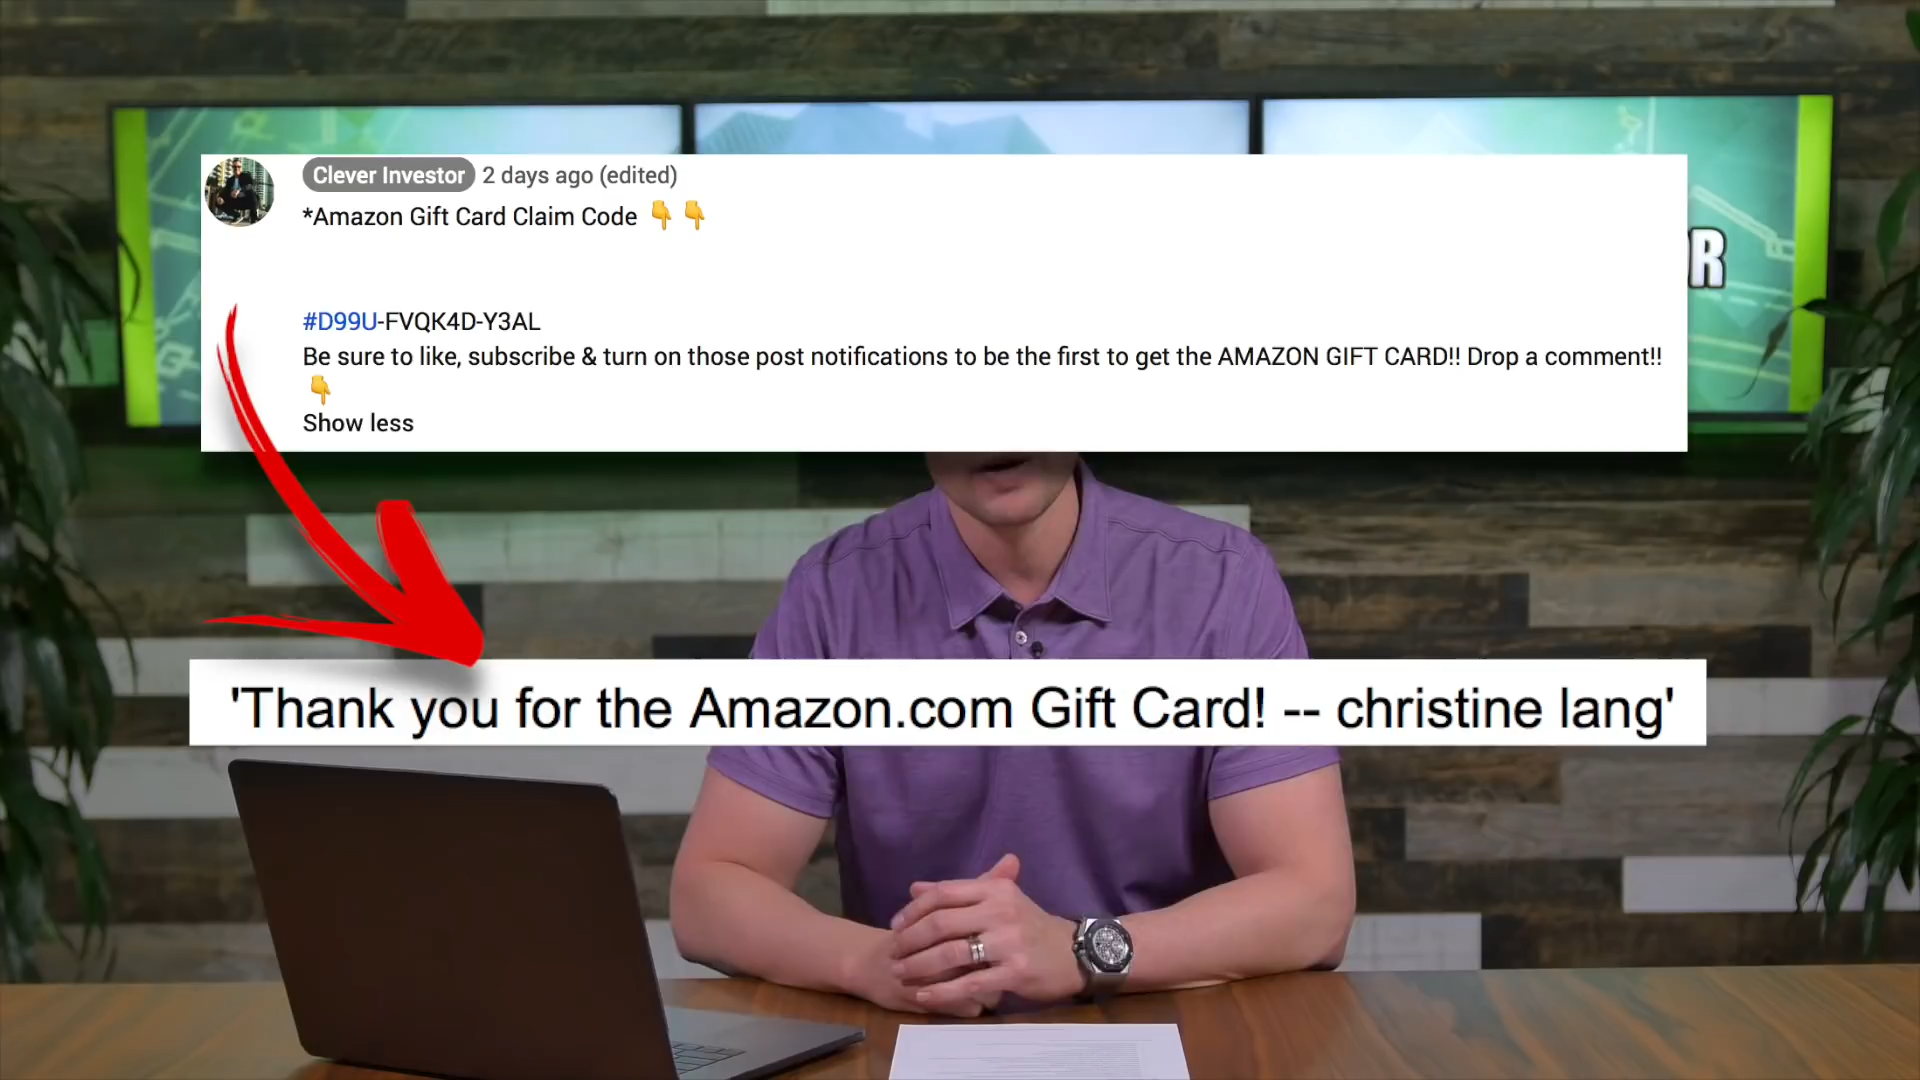 Clever Investor 2 days ago (edited)
*Amazon Gift Card Claim Code 👇 👇
#D99U-FVQK4D-Y3AL
Be sure to like, subscribe & turn on those post notifications to be the first to get the AMAZON GIFT CARD!! Drop a comment!!
👇
Show less
R
'Thank you for the Amazon.com Gift Card! -- christine lang'